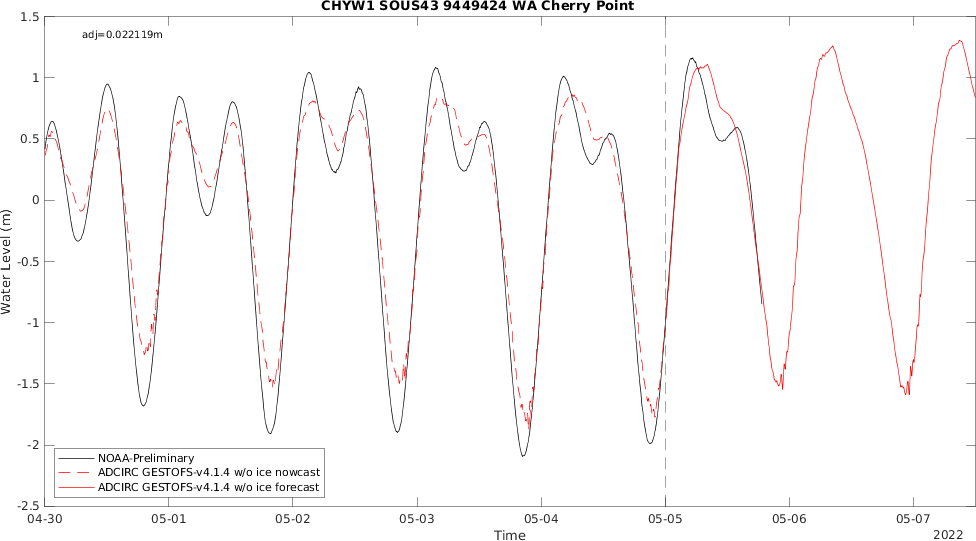 CHYW1 SOUS43 9449424 WA Cherry Point
adj=0.022119m
1.5
1
0.5
0
-0.5
-1
-1.5
-2
-2.5
Water Level (m)
NOAA-Preliminary
ADCIRC GESTOFS-v4.1.4 w/o ice nowcast
ADCIRC GESTOFS-v4.1.4 w/o ice forecast
04-30 05-01 05-02 05-03 05-04 05-05 05-06 05-07
Time
2022